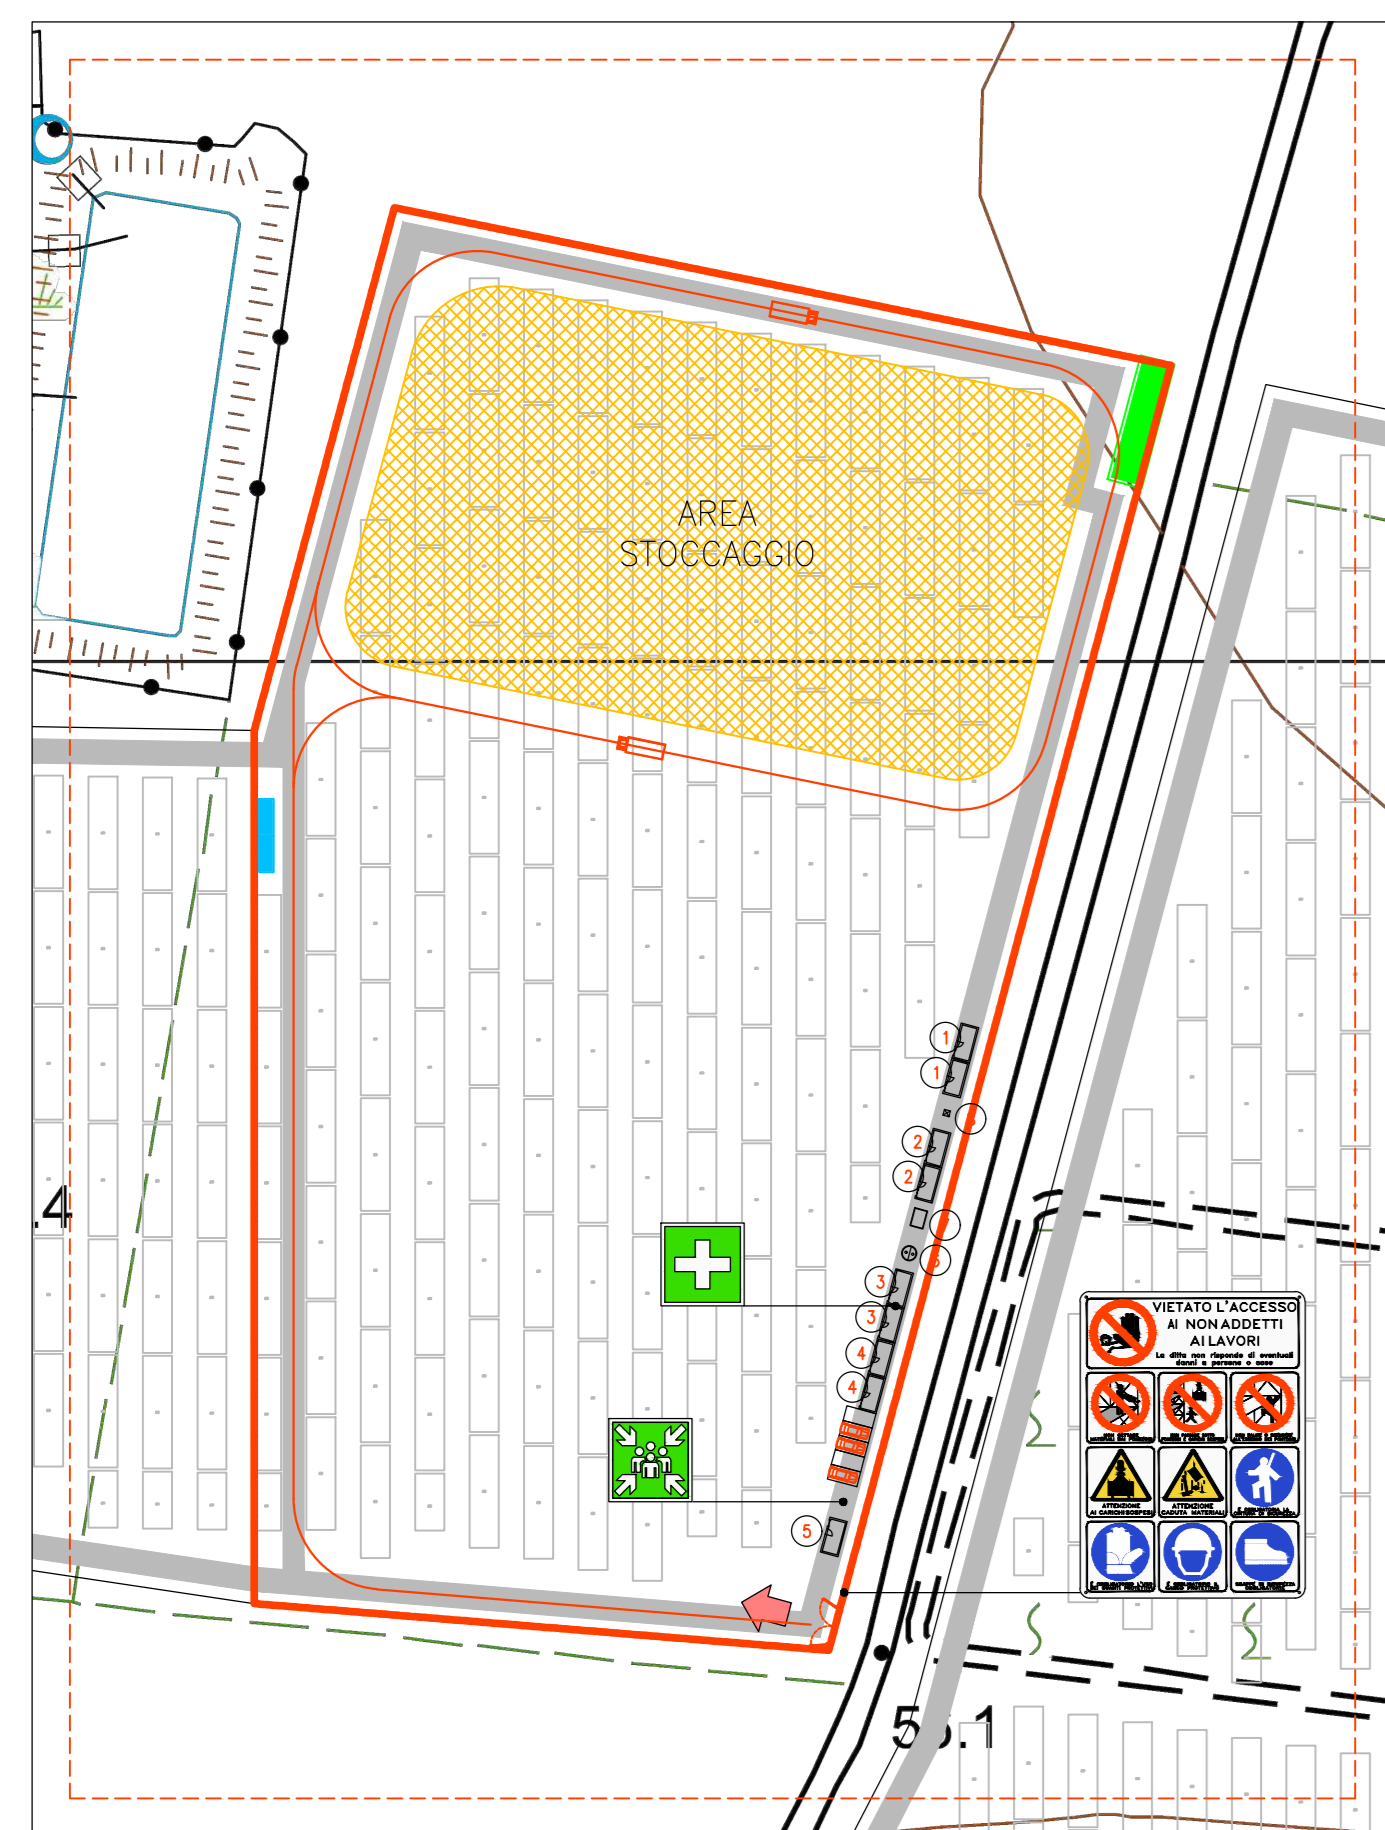 AREA
STOCCAGGIO
1
1
2
2
3
3
4
4
5
.4
VIETATO L'ACCESSO
AI NON ADDETTI
AI LAVORI
La ditta non risponde di eventuali
danni a persone o cose
ATTENZIONE
AI CARICHI SOSPESI
ATTENZIONE
CADUTA MATERIALI
.1